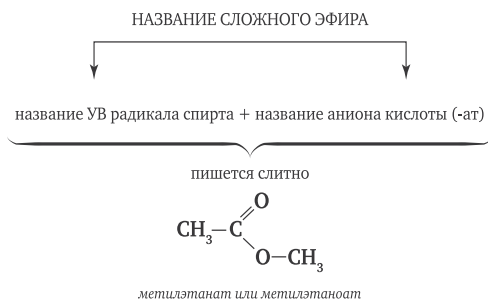 НАЗВАНИЕ СЛОЖНОГО ЭФИРА
название УВ радикала спирта + название аниона кислоты (-ат)
пишется слитно
O
CH₃–C
O–CH₃
метилэтанат или метилэтаноат